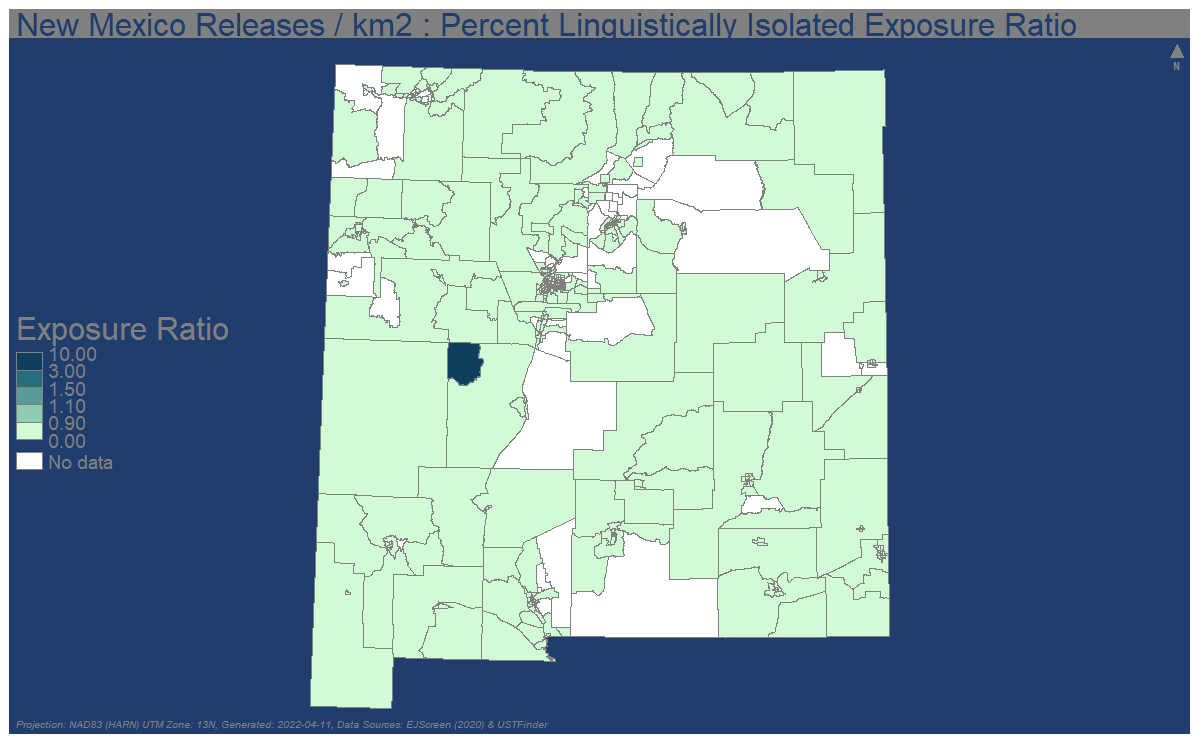 New Mexico Releases / km2 : Percent Linguistically Isolated Exposure Ratio
N
Exposure Ratio
10.00
3.00
1.50
1.10
0.90
0.00
No data
Projection: NAD83 (HARN) UTM Zone: 13N, Generated: 2022-04-11, Data Sources: EJScreen (2020) & USTFinder